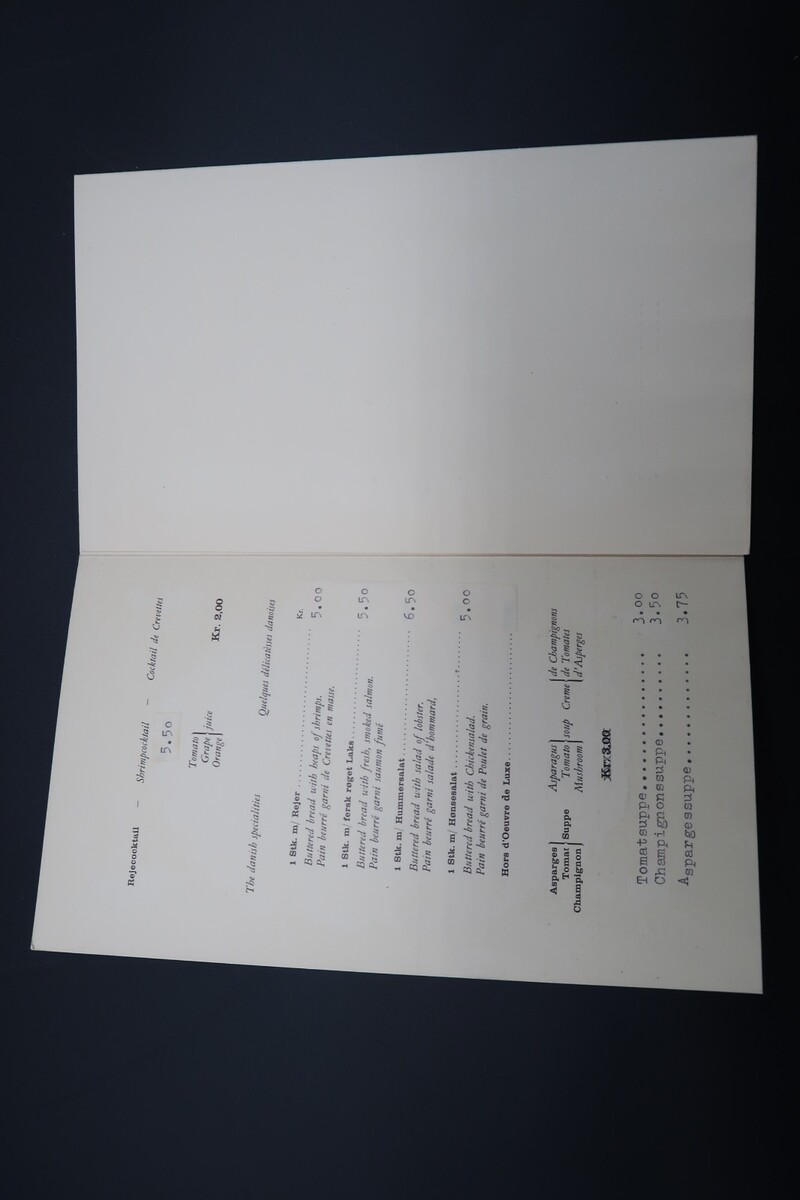 Rejecocktail — Shrimpcocktail — Cocktail de Crevettes
5.50
Tomato
Grape juice
Orange
Kr. 2,00
The danish specialities Quelques délicatèsses danoises
Kr.
1 Stk. m/ Rejer .......... 5.00
Buttered bread with heaps of shrimps.
Pain beurré garni de Crevettes en masse.
1 Stk. m/ fersk røget Laks .......... 5.50
Buttered bread with fresh, smoked salmon.
Pain beurré garni saumon fumé
1 Stk. m/ Hummersalat .......... 6.50
Buttered bread with salad of lobster.
Pain beurré garni salade d'hommard,
1 Stk. m/ Hønsesalat .......... 5.00
Buttered bread with Chickensalad.
Pain beurré garni de Poulet de grain.
Hors d'Oeuvre de Luxe ..........
Asparges Asparagus de Champignons
Tomat Suppe Tomato soup Creme de Tomates
Champignon Mushroom d'Asperges
Kr. 3.00
Tomatsuppe.................. 3.00
Champignonssuppe.......... 3.50
Aspargessuppe.............. 3.75